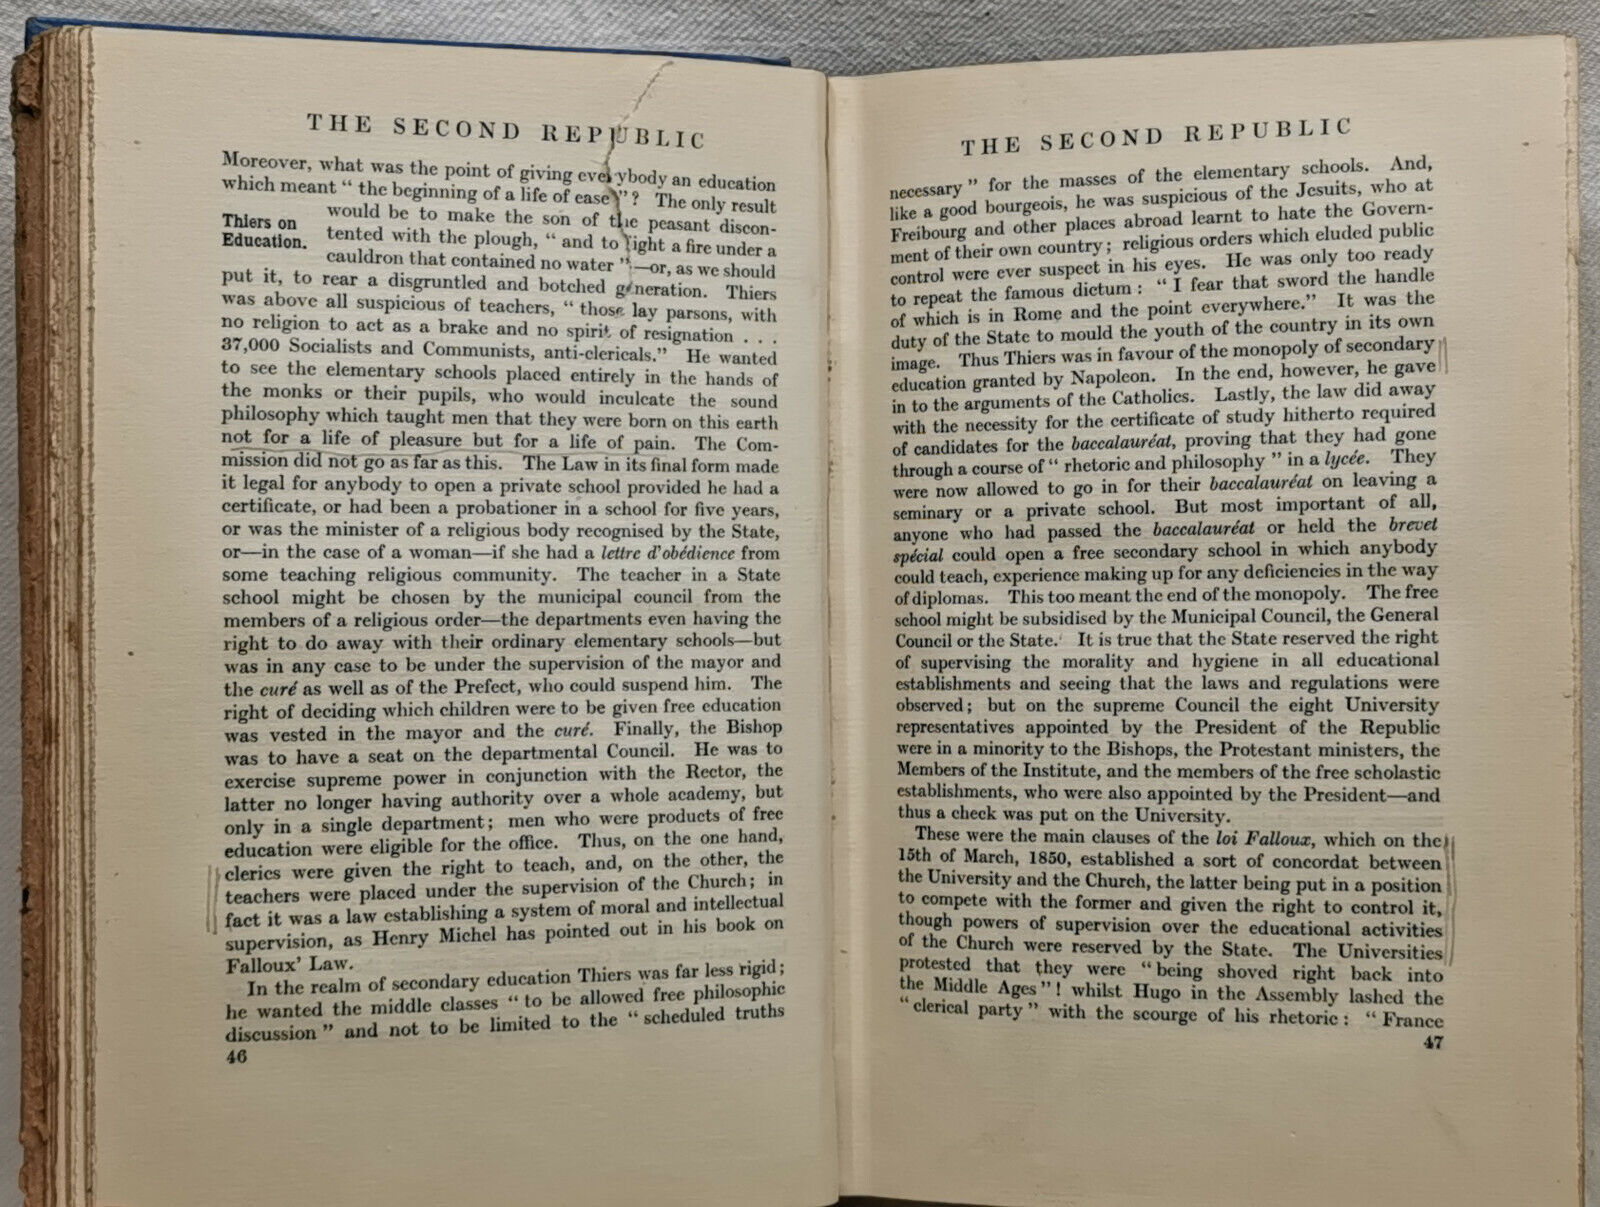 THE SECOND REPUBLIC
Moreover, what was the point of giving everybody an education
which meant “ the beginning of a life of ease ”? The only result
Thiers on
Education.
would be to make the son of the peasant discon-
tented with the plough, “ and to light a fire under a
cauldron that contained no water ”—or, as we should
put it, to rear a disgruntled and botched generation. Thiers
was above all suspicious of teachers, “ those lay parsons, with
no religion to act as a brake and no spirit of resignation . . .
37,000 Socialists and Communists, anti-clericals.” He wanted
to see the elementary schools placed entirely in the hands of
the monks or their pupils, who would inculcate the sound
philosophy which taught men that they were born on this earth
not for a life of pleasure but for a life of pain. The Com-
mission did not go as far as this. The Law in its final form made
it legal for anybody to open a private school provided he had a
certificate, or had been a probationer in a school for five years,
or was the minister of a religious body recognised by the State,
or—in the case of a woman—if she had a lettre d'obédience from
some teaching religious community. The teacher in a State
school might be chosen by the municipal council from the
members of a religious order—the departments even having the
right to do away with their ordinary elementary schools—but
was in any case to be under the supervision of the mayor and
the curé as well as of the Prefect, who could suspend him. The
right of deciding which children were to be given free education
was vested in the mayor and the curé. Finally, the Bishop
was to have a seat on the departmental Council. He was to
exercise supreme power in conjunction with the Rector, the
latter no longer having authority over a whole academy, but
only in a single department; men who were products of free
education were eligible for the office. Thus, on the one hand,
clerics were given the right to teach, and, on the other, the
teachers were placed under the supervision of the Church; in
fact it was a law establishing a system of moral and intellectual
supervision, as Henry Michel has pointed out in his book on
Falloux' Law.
In the realm of secondary education Thiers was far less rigid;
he wanted the middle classes “ to be allowed free philosophic
discussion ” and not to be limited to the “ scheduled truths
46
THE SECOND REPUBLIC
necessary ” for the masses of the elementary schools. And,
like a good bourgeois, he was suspicious of the Jesuits, who at
Freibourg and other places abroad learnt to hate the Govern-
ment of their own country; religious orders which eluded public
control were ever suspect in his eyes. He was only too ready
to repeat the famous dictum : “ I fear that sword the handle
of which is in Rome and the point everywhere.” It was the
duty of the State to mould the youth of the country in its own
image. Thus Thiers was in favour of the monopoly of secondary
education granted by Napoleon. In the end, however, he gave
in to the arguments of the Catholics. Lastly, the law did away
with the necessity for the certificate of study hitherto required
of candidates for the baccalauréat, proving that they had gone
through a course of “ rhetoric and philosophy ” in a lycée. They
were now allowed to go in for their baccalauréat on leaving a
seminary or a private school. But most important of all,
anyone who had passed the baccalauréat or held the brevet
spécial could open a free secondary school in which anybody
could teach, experience making up for any deficiencies in the way
of diplomas. This too meant the end of the monopoly. The free
school might be subsidised by the Municipal Council, the General
Council or the State. It is true that the State reserved the right
of supervising the morality and hygiene in all educational
establishments and seeing that the laws and regulations were
observed; but on the supreme Council the eight University
representatives appointed by the President of the Republic
were in a minority to the Bishops, the Protestant ministers, the
Members of the Institute, and the members of the free scholastic
establishments, who were also appointed by the President—and
thus a check was put on the University.
These were the main clauses of the loi Falloux, which on the
15th of March, 1850, established a sort of concordat between
the University and the Church, the latter being put in a position
to compete with the former and given the right to control it,
though powers of supervision over the educational activities
of the Church were reserved by the State. The Universities
protested that they were “ being shoved right back into
the Middle Ages ”! whilst Hugo in the Assembly lashed the
“ clerical party ” with the scourge of his rhetoric : “ France
47